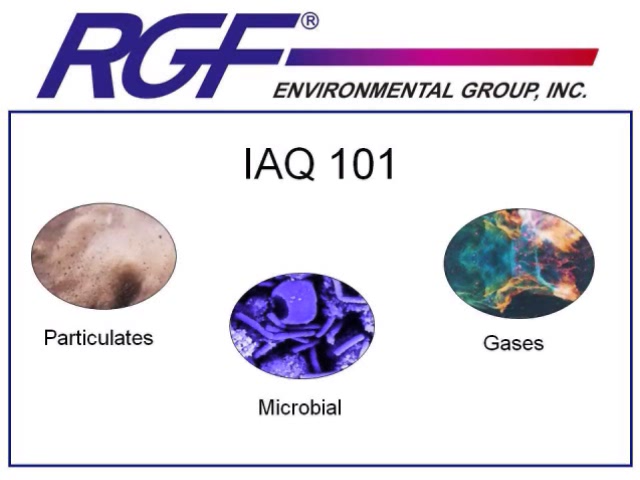 RGF®
ENVIRONMENTAL GROUP, INC.
IAQ 101
Particulates
Microbial
Gases